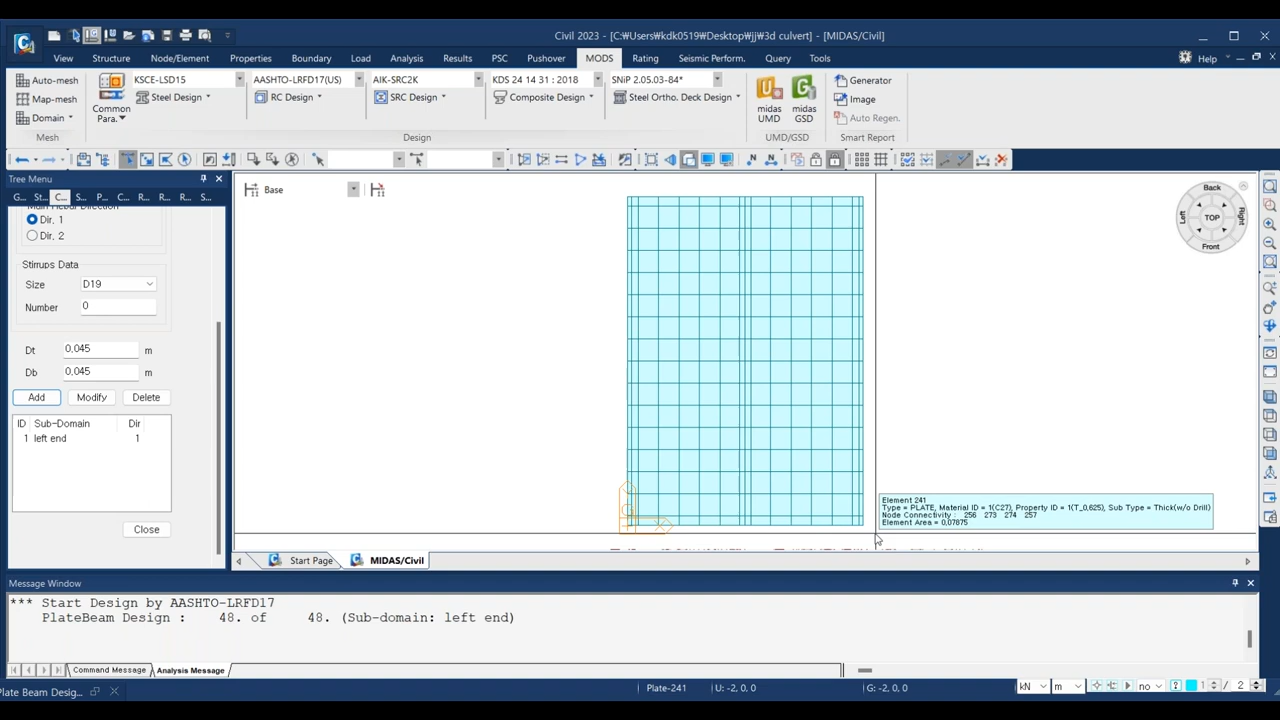 Civil 2023 - [C:₩Users₩kdk0519₩Desktop₩jj₩3d culvert] - [MIDAS/Civil]
View Structure Node/Element Properties Boundary Load Analysis Results PSC Pushover MODS Rating Seismic Perform. Query Tools Help
Auto-mesh
Map-mesh
Domain
Mesh
Common
Para.
KSCE-LSD15
Steel Design
AASHTO-LRFD17(US)
RC Design
AIK-SRC2K
SRC Design
KDS 24 14 31 : 2018
Composite Design
SNiP 2.05.03-84*
Steel Ortho. Deck Design
Design
midas
UMD
midas
GSD
UMD/GSD
Generator
Image
Auto Regen.
Smart Report
Tree Menu
G... St... C... S... P... C... R... R... R... S...
Base
Main Rebar Direction
Dir. 1
Dir. 2
Stirrups Data
Size D19
Number 0
Dt 0,045 m
Db 0,045 m
Add Modify Delete
ID Sub-Domain Dir
1 left end 1
Close
Back
Left TOP Right
Front
Element 241
Type = PLATE, Material ID = 1(C27), Property ID = 1(T_0,625), Sub Type = Thick(w/o Drill)
Node Connectivity : 256 273 274 257
Element Area = 0,07875
Start Page MIDAS/Civil
Message Window
*** Start Design by AASHTO-LRFD17
PlateBeam Design : 48. of 48. (Sub-domain: left end)
Command Message Analysis Message
Plate Beam Desig...
Plate-241 U: -2, 0, 0 G: -2, 0, 0 kN m no 1 / 2